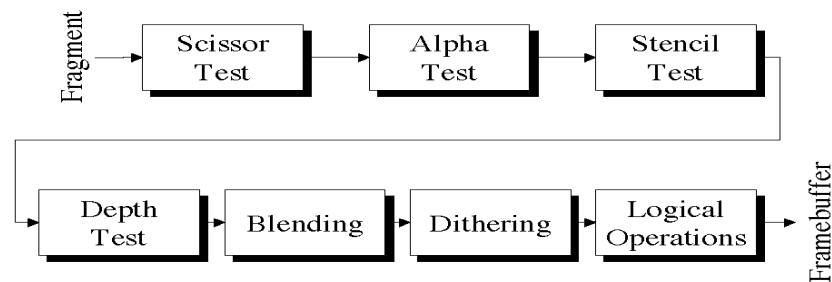 Fragment
Scissor
Test
Alpha
Test
Stencil
Test
Depth
Test
Blending
Dithering
Logical
Operations
Framebuffer